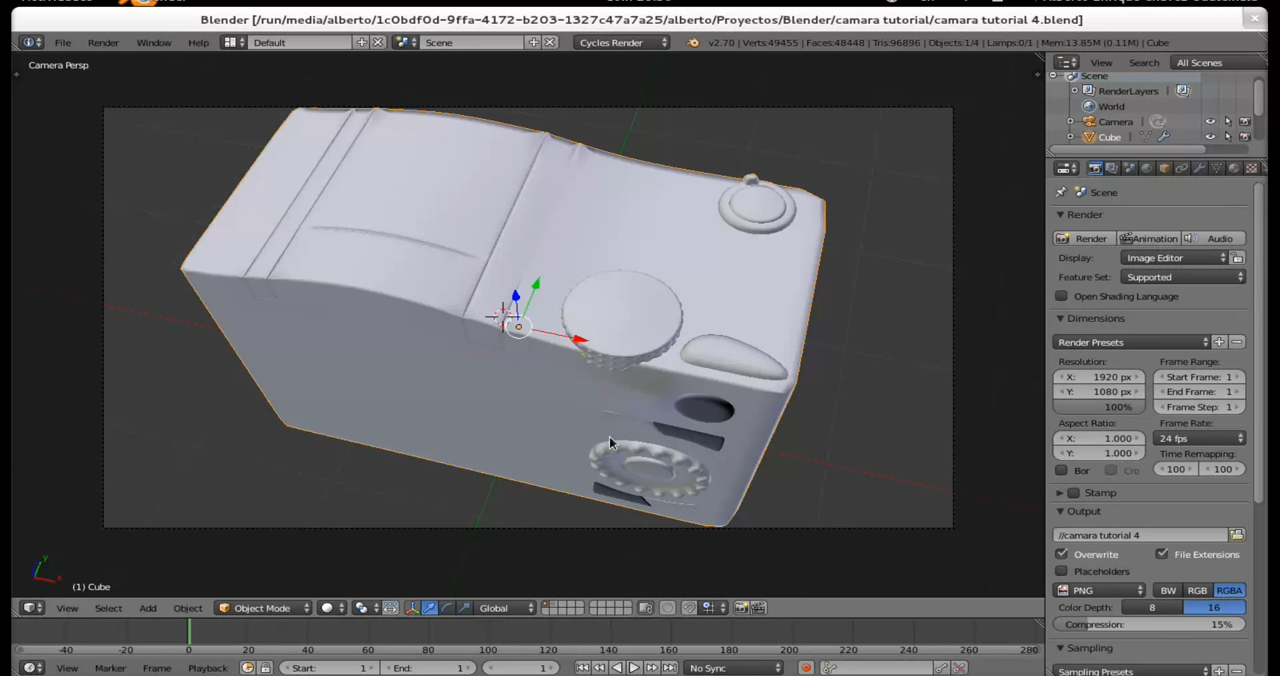 Blender [/run/media/alberto/1c0bdf0d-9ffa-4172-b203-1327c47a7a25/alberto/Proyectos/Blender/camara tutorial/camara tutorial 4.blend]
File Render Window Help Default Scene Cycles Render v2.70 | Verts:49455 | Faces:48448 | Tris:96896 | Objects:1/4 | Lamps:0/1 | Mem:13.85M (0.11M) | Cube
Camera Persp
View Search All Scenes
Scene
RenderLayers
World
Camera
Cube
Scene
Render
Render Animation Audio
Display: Image Editor
Feature Set: Supported
Open Shading Language
Dimensions
Render Presets
Resolution: Frame Range:
X: 1920 px Start Frame: 1
Y: 1080 px End Frame: 1
100% Frame Step: 1
Aspect Ratio: Frame Rate:
X: 1.000 24 fps
Y: 1.000 Time Remapping:
Bor Cro 100 100
Stamp
Output
//camara tutorial 4
Overwrite File Extensions
Placeholders
PNG BW RGB RGBA
Color Depth: 8 16
Compression: 15%
Sampling
Sampling Presets
y
x
(1) Cube
View Select Add Object Object Mode Global
-40 -20 0 20 40 60 80 100 120 140 160 180 200 220 240 260 280
View Marker Frame Playback Start: 1 End: 1 1 No Sync